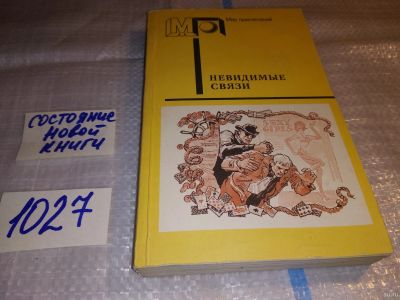 МП
Мир приключений
НЕВИДИМЫЕ
СВЯЗИ
СОСТОЯНИЕ
НОВОЙ
КНИГИ
1027